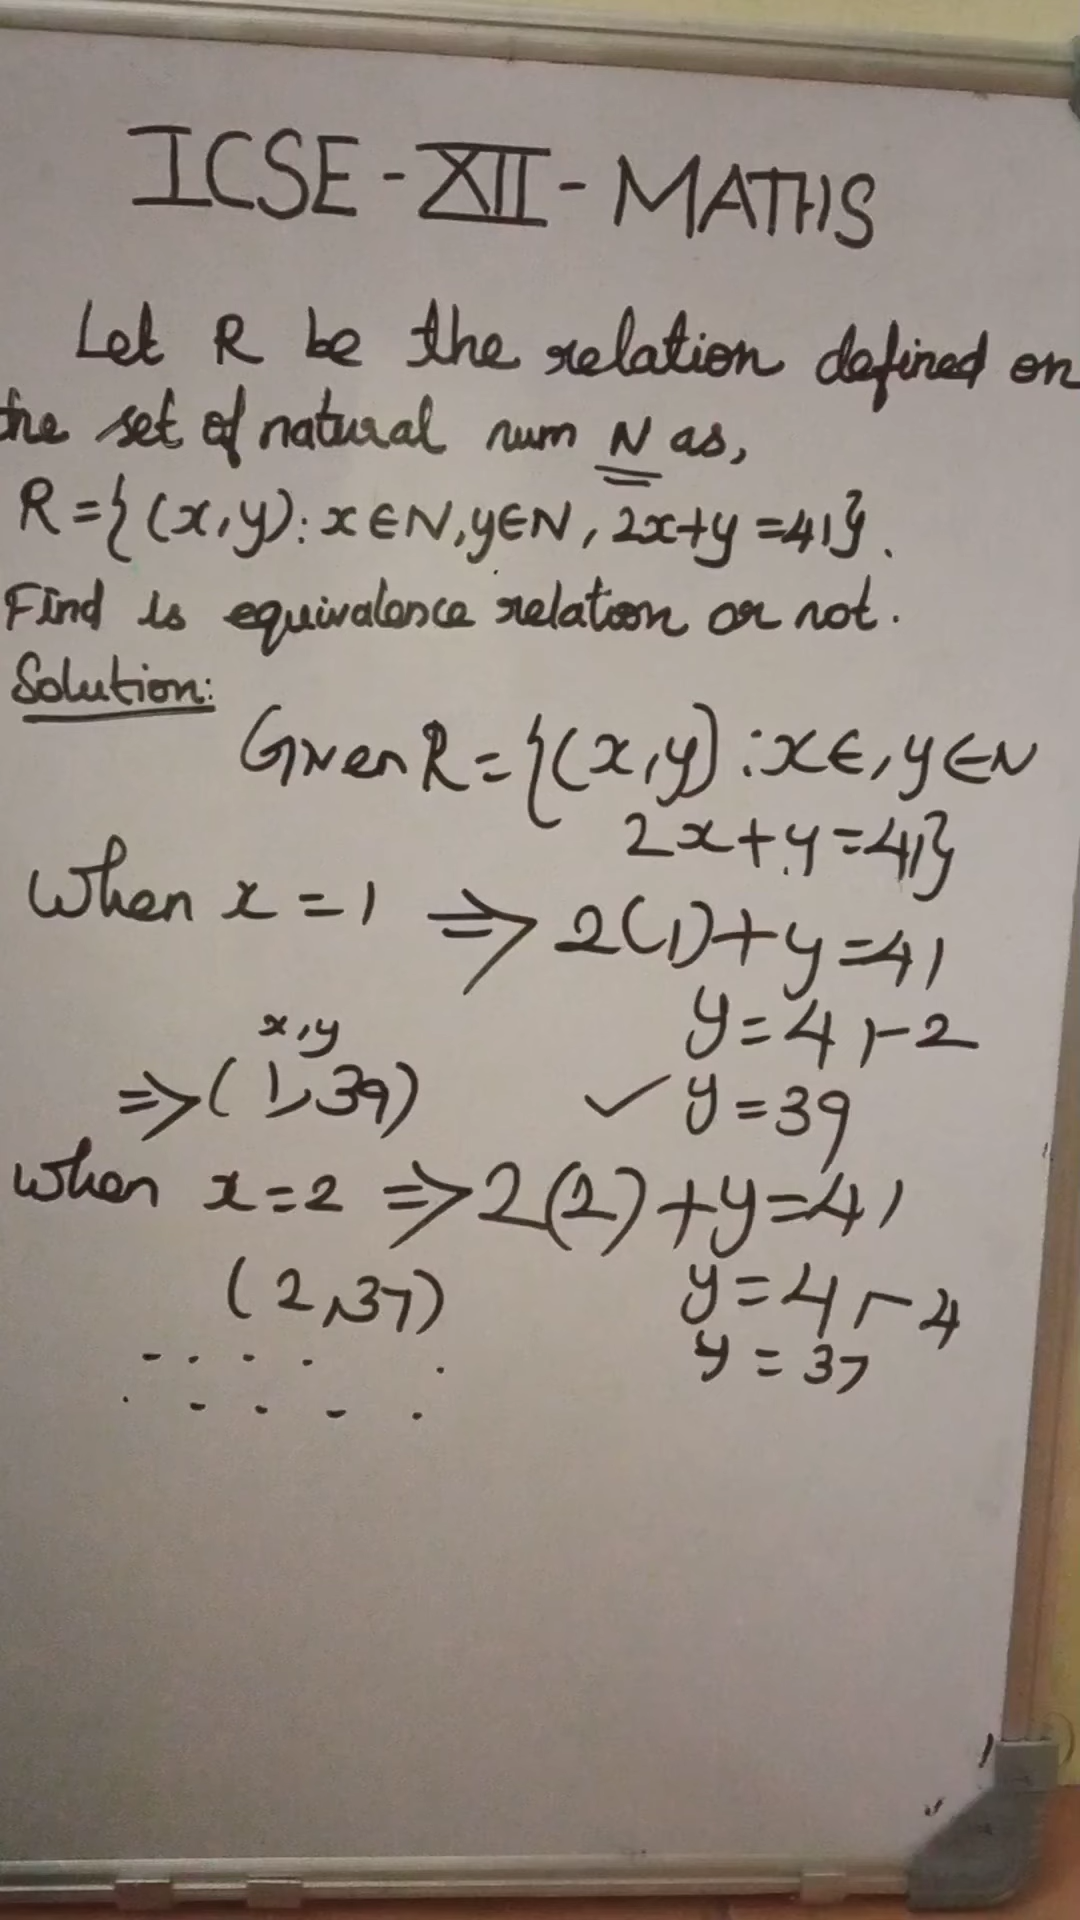 ICSE-XII-MATHS
Let R be the relation defined on
the set of natural num N as,
R={(x,y): x∈N,y∈N, 2x+y=41}.
Find is equivalence relation or not.
Solution:
Given R={(x,y):x∈,y∈N
2x+y=41}
When x=1 ⇒ 2(1)+y=41
y=41-2
x,y
⇒(1,39) ✓y=39
when x=2 ⇒2(2)+y=41
(2,37) y=41-4
y=37